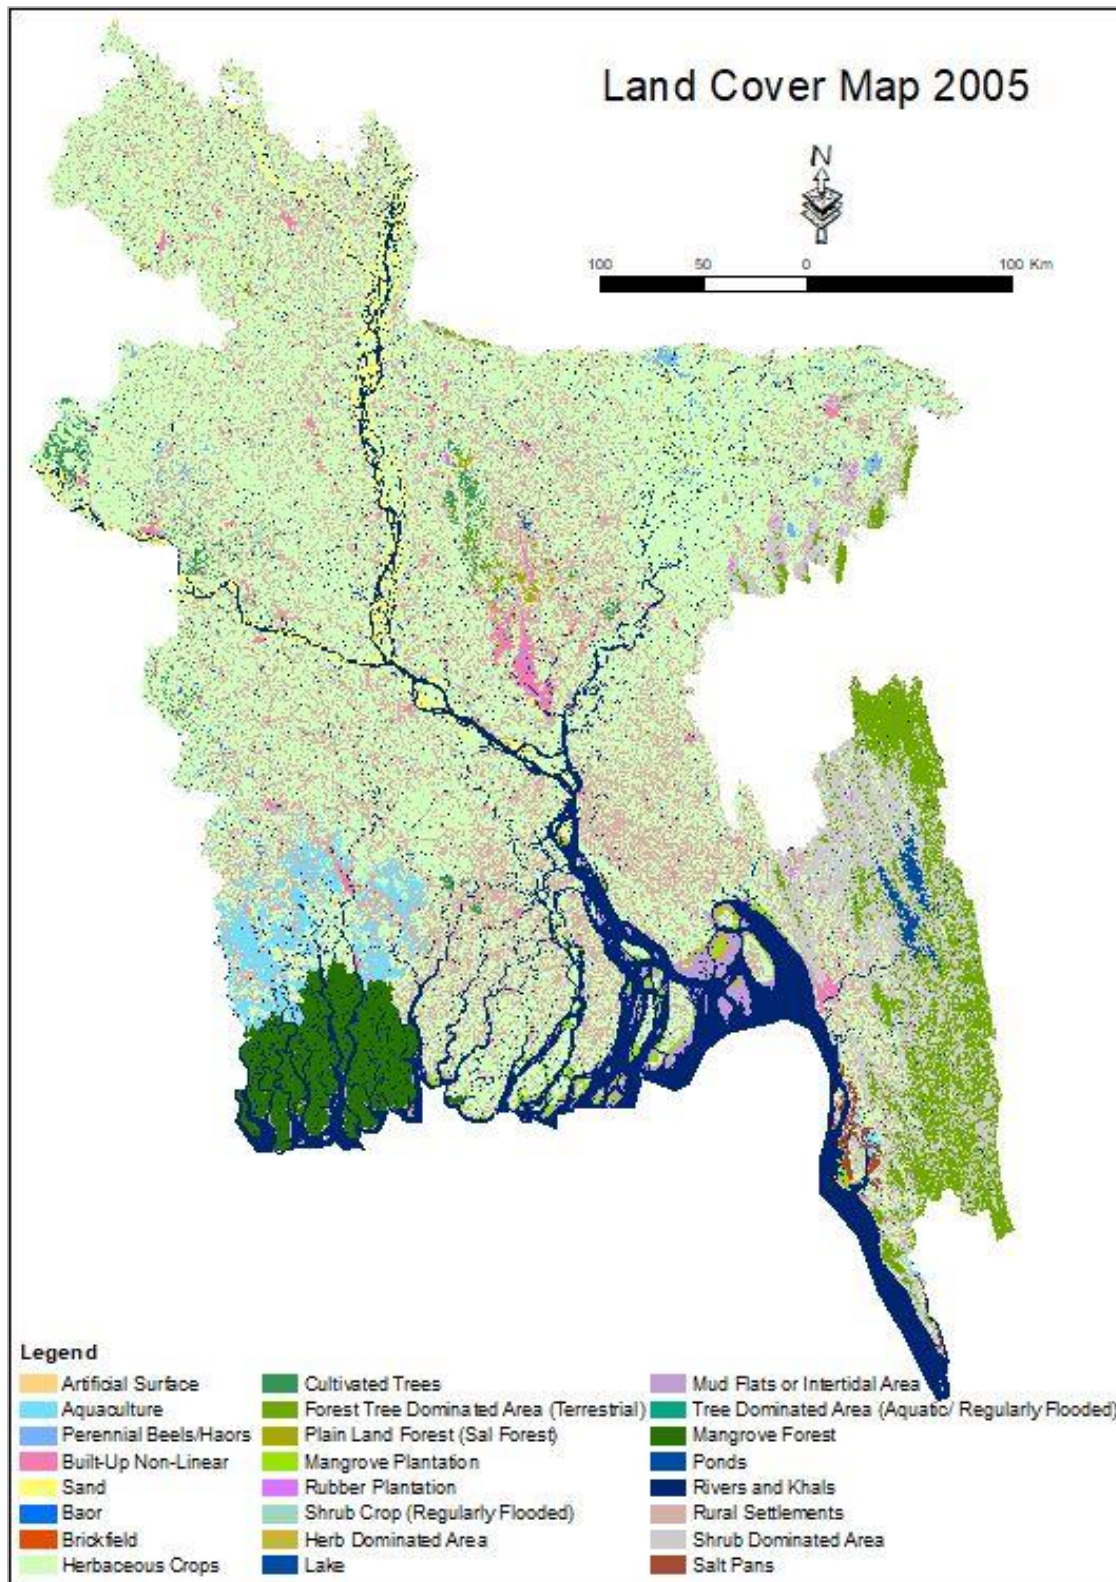 Land Cover Map 2005
N
100 50 0 100 Km
Legend
Artificial Surface
Aquaculture
Perennial Beels/Haors
Built-Up Non-Linear
Sand
Baor
Brickfield
Herbaceous Crops
Cultivated Trees
Forest Tree Dominated Area (Terrestrial)
Plain Land Forest (Sal Forest)
Mangrove Plantation
Rubber Plantation
Shrub Crop (Regularly Flooded)
Herb Dominated Area
Lake
Mud Flats or Intertidal Area
Tree Dominated Area (Aquatic/ Regularly Flooded)
Mangrove Forest
Ponds
Rivers and Khals
Rural Settlements
Shrub Dominated Area
Salt Pans